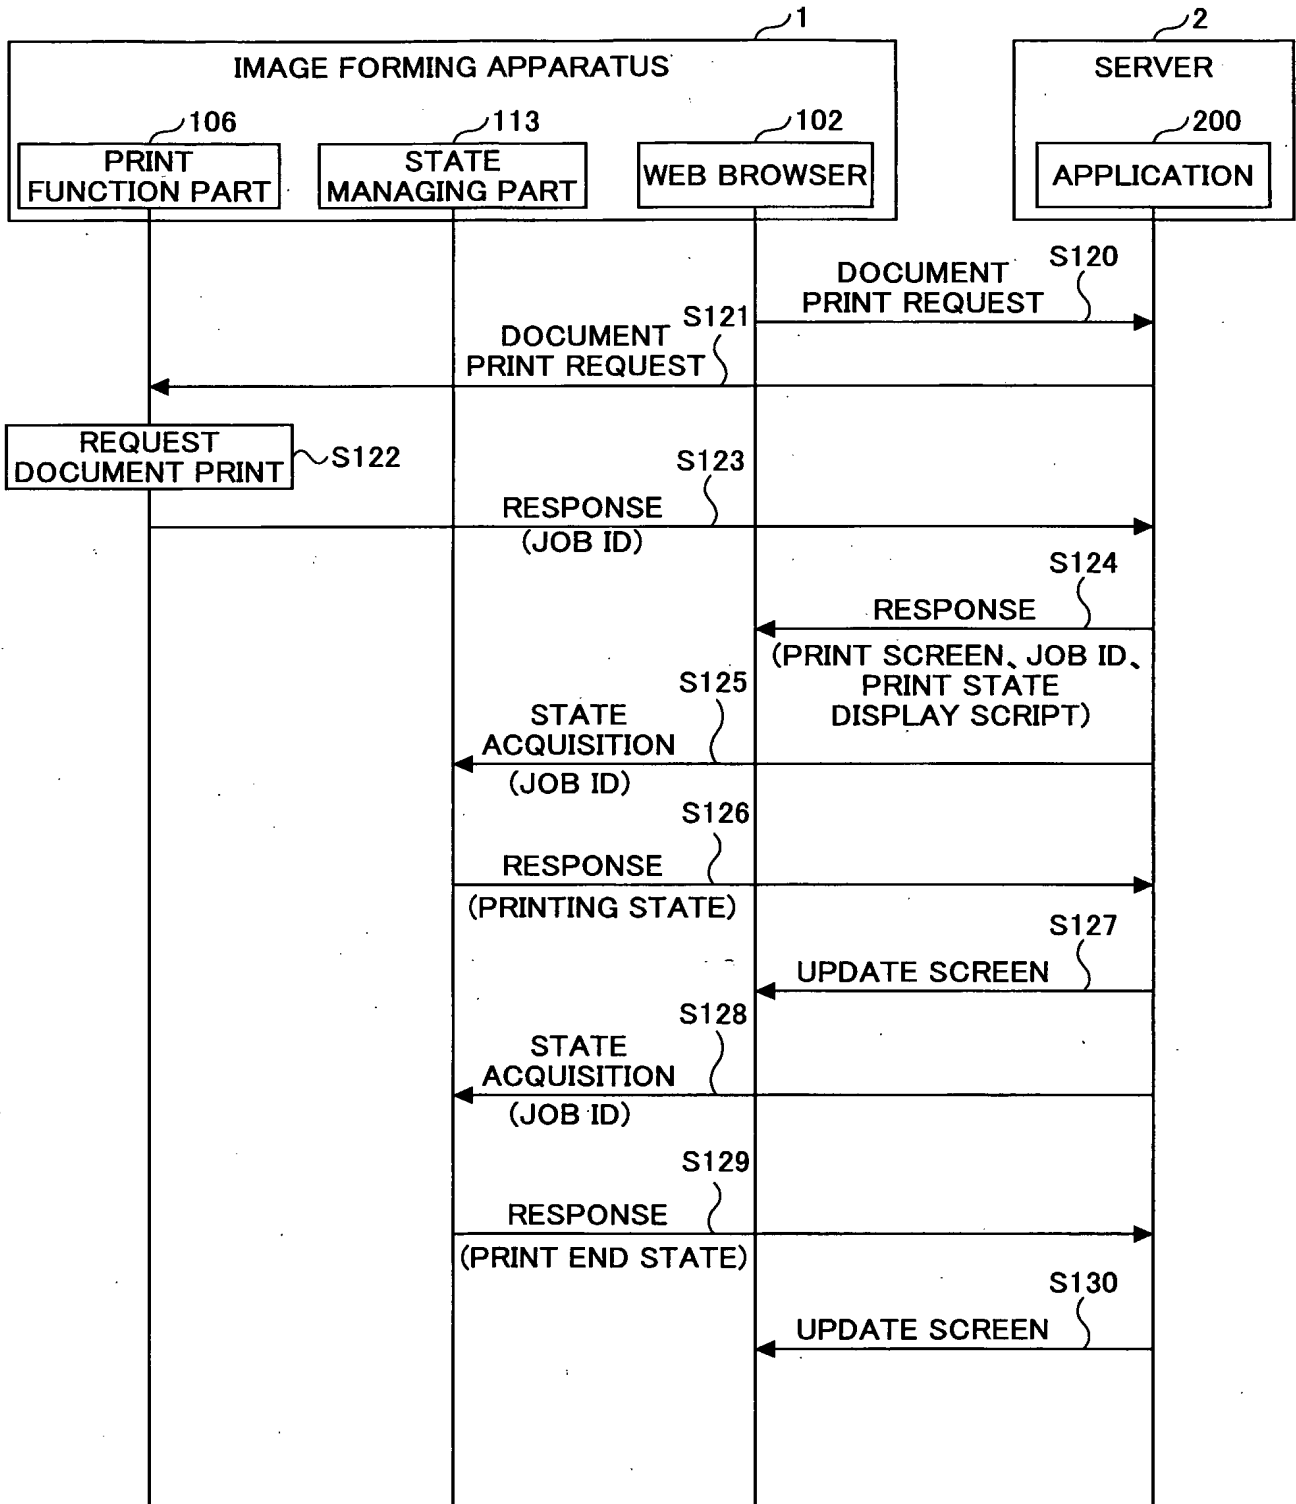 1
2
IMAGE FORMING APPARATUS
SERVER
106
113
102
200
PRINT
FUNCTION PART
STATE
MANAGING PART
WEB BROWSER
APPLICATION
S120
DOCUMENT
PRINT REQUEST
S121
DOCUMENT
PRINT REQUEST
REQUEST
DOCUMENT PRINT
S122
S123
RESPONSE
(JOB ID)
S124
RESPONSE
(PRINT SCREEN、JOB ID、
PRINT STATE
DISPLAY SCRIPT)
S125
STATE
ACQUISITION
(JOB ID)
S126
RESPONSE
(PRINTING STATE)
S127
UPDATE SCREEN
S128
STATE
ACQUISITION
(JOB ID)
S129
RESPONSE
(PRINT END STATE)
S130
UPDATE SCREEN